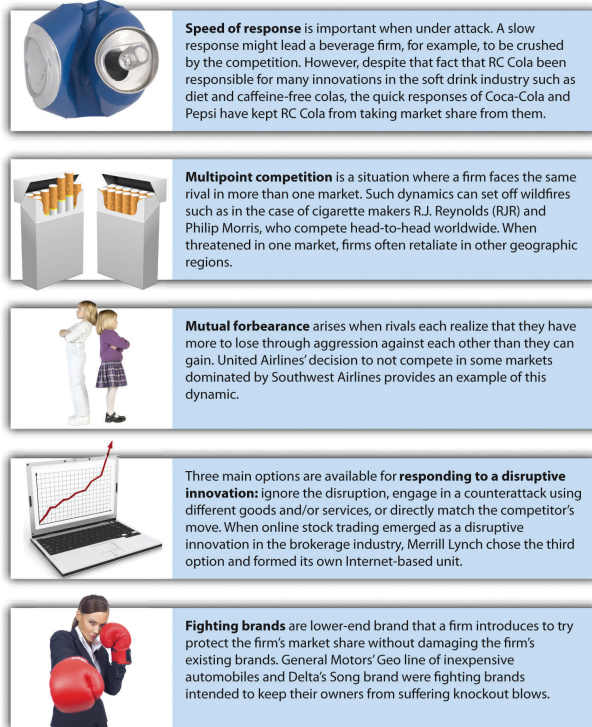 Speed of response is important when under attack. A slow
response might lead a beverage firm, for example, to be crushed
by the competition. However, despite that fact that RC Cola been
responsible for many innovations in the soft drink industry such as
diet and caffeine-free colas, the quick responses of Coca-Cola and
Pepsi have kept RC Cola from taking market share from them.
Multipoint competition is a situation where a firm faces the same
rival in more than one market. Such dynamics can set off wildfires
such as in the case of cigarette makers R.J. Reynolds (RJR) and
Philip Morris, who compete head-to-head worldwide. When
threatened in one market, firms often retaliate in other geographic
regions.
Mutual forbearance arises when rivals each realize that they have
more to lose through aggression against each other than they can
gain. United Airlines' decision to not compete in some markets
dominated by Southwest Airlines provides an example of this
dynamic.
Three main options are available for responding to a disruptive
innovation: ignore the disruption, engage in a counterattack using
different goods and/or services, or directly match the competitor's
move. When online stock trading emerged as a disruptive
innovation in the brokerage industry, Merrill Lynch chose the third
option and formed its own Internet-based unit.
Fighting brands are lower-end brand that a firm introduces to try
protect the firm's market share without damaging the firm's
existing brands. General Motors' Geo line of inexpensive
automobiles and Delta's Song brand were fighting brands
intended to keep their owners from suffering knockout blows.